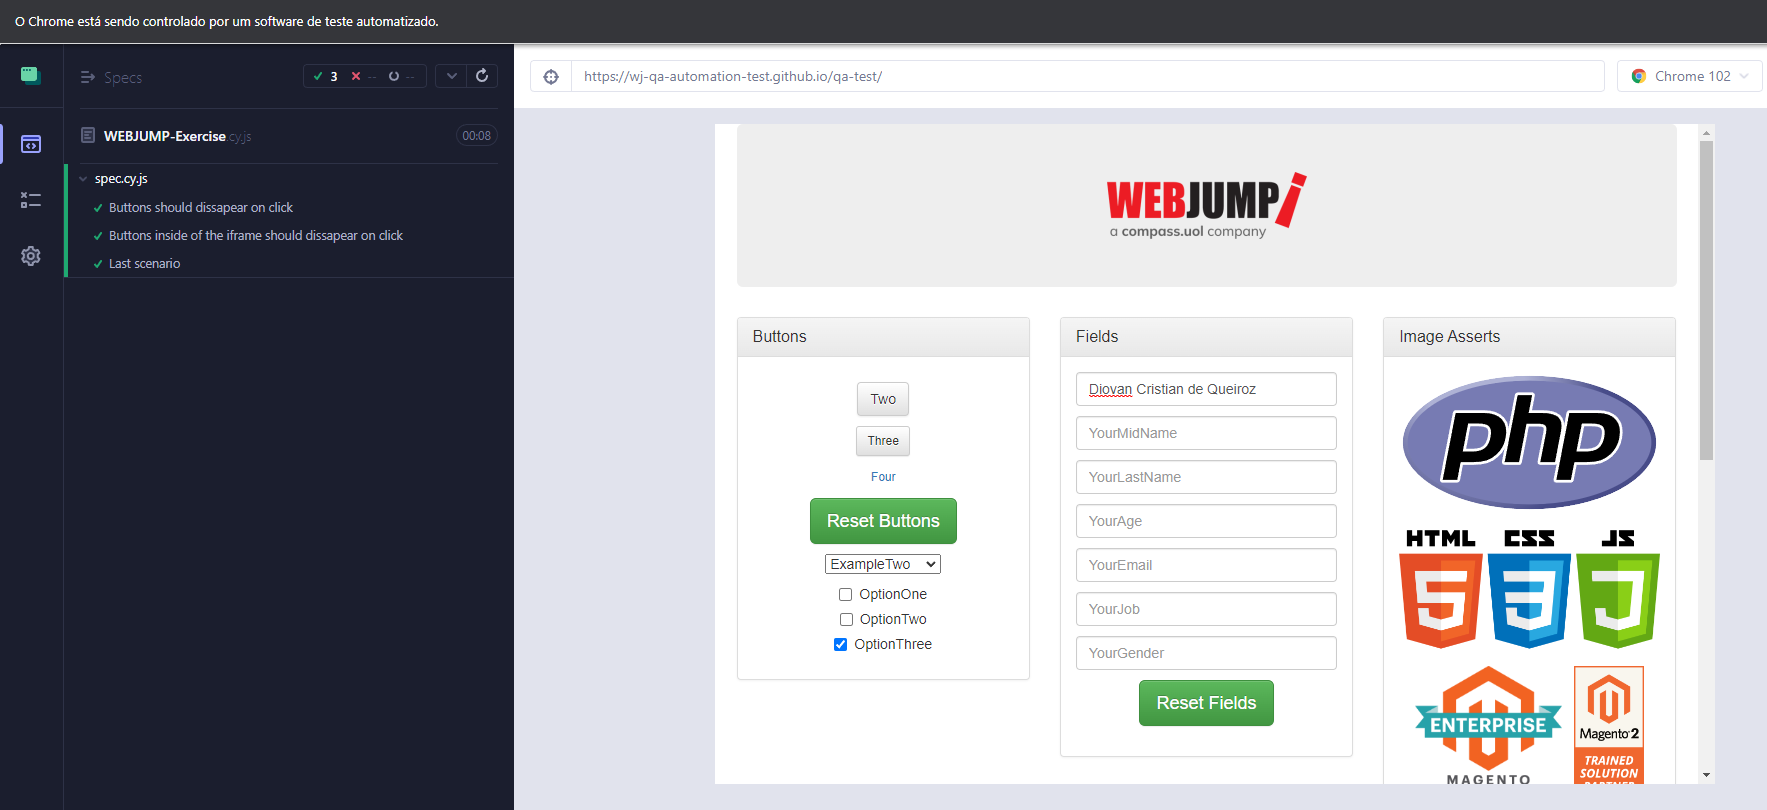 O Chrome está sendo controlado por um software de teste automatizado.
Specs
3 -- --
https://wj-qa-automation-test.github.io/qa-test/
Chrome 102
WEBJUMP-Exercise.cy.js
00:08
spec.cy.js
Buttons should dissapear on click
Buttons inside of the iframe should dissapear on click
Last scenario
WEBJUMP
a compass.uol company
Buttons
Two
Three
Four
Reset Buttons
ExampleTwo
OptionOne
OptionTwo
OptionThree
Fields
Diovan Cristian de Queiroz
YourMidName
YourLastName
YourAge
YourEmail
YourJob
YourGender
Reset Fields
Image Asserts
php
HTML CSS JS
5 3 J
ENTERPRISE
MAGENTO
Magento 2
TRAINED
SOLUTION
PARTNER